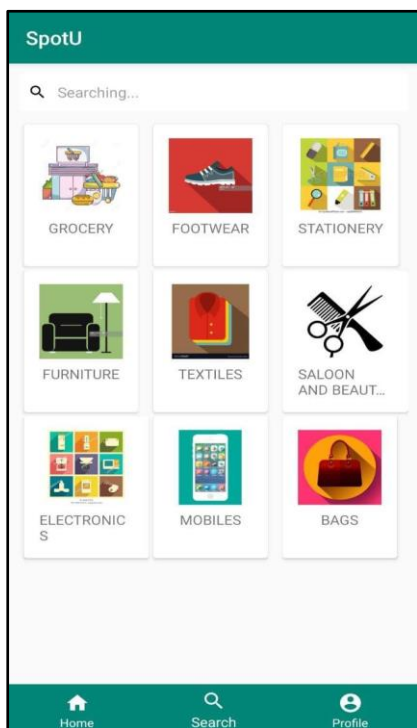 SpotU
Searching...
GROCERY
FOOTWEAR
STATIONERY
FURNITURE
TEXTILES
SALOON
AND BEAUT...
ELECTRONIC
S
MOBILES
BAGS
Home
Search
Profile